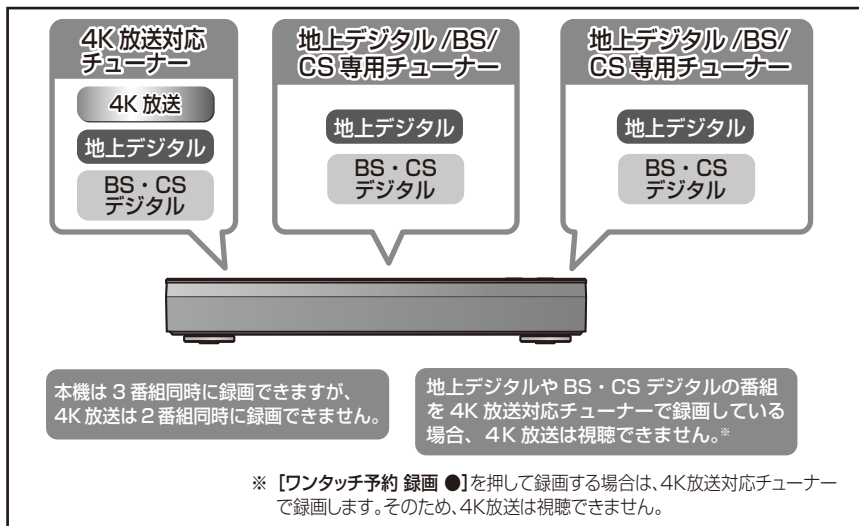 4K 放送対応
チューナー
4K 放送
地上デジタル
BS・CS
デジタル
地上デジタル /BS/
CS 専用チューナー
地上デジタル
BS・CS
デジタル
地上デジタル /BS/
CS 専用チューナー
地上デジタル
BS・CS
デジタル
本機は 3 番組同時に録画できますが、
4K 放送は 2 番組同時に録画できません。
地上デジタルや BS・CS デジタルの番組
を 4K 放送対応チューナーで録画している
場合、4K 放送は視聴できません。※
※ [ワンタッチ予約 録画 ●]を押して録画する場合は、4K放送対応チューナー
で録画します。そのため、4K放送は視聴できません。